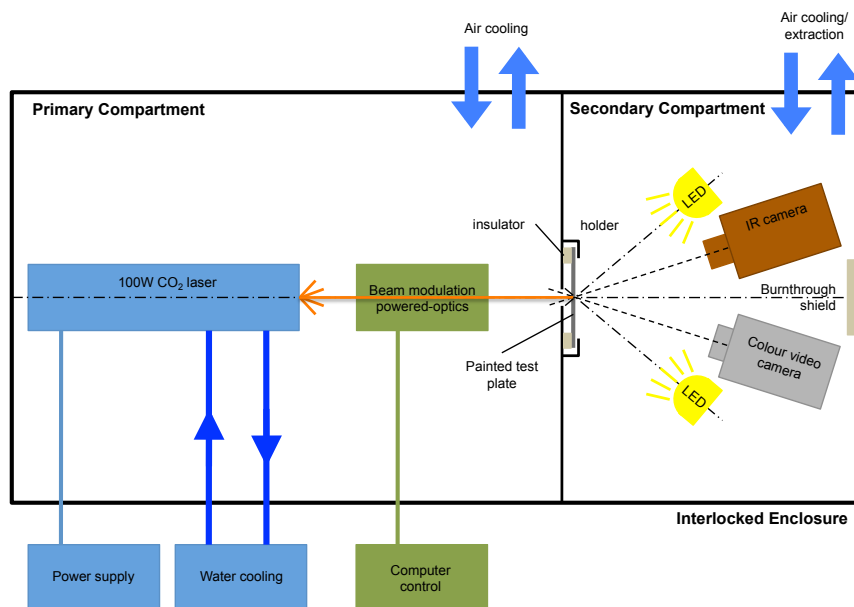 Air cooling
Air cooling/
extraction
Primary Compartment
Secondary Compartment
LED
IR camera
insulator
holder
100W CO₂ laser
Beam modulation
powered-optics
Burnthrough
shield
Painted test
plate
Colour video
camera
LED
Interlocked Enclosure
Power supply
Water cooling
Computer
control